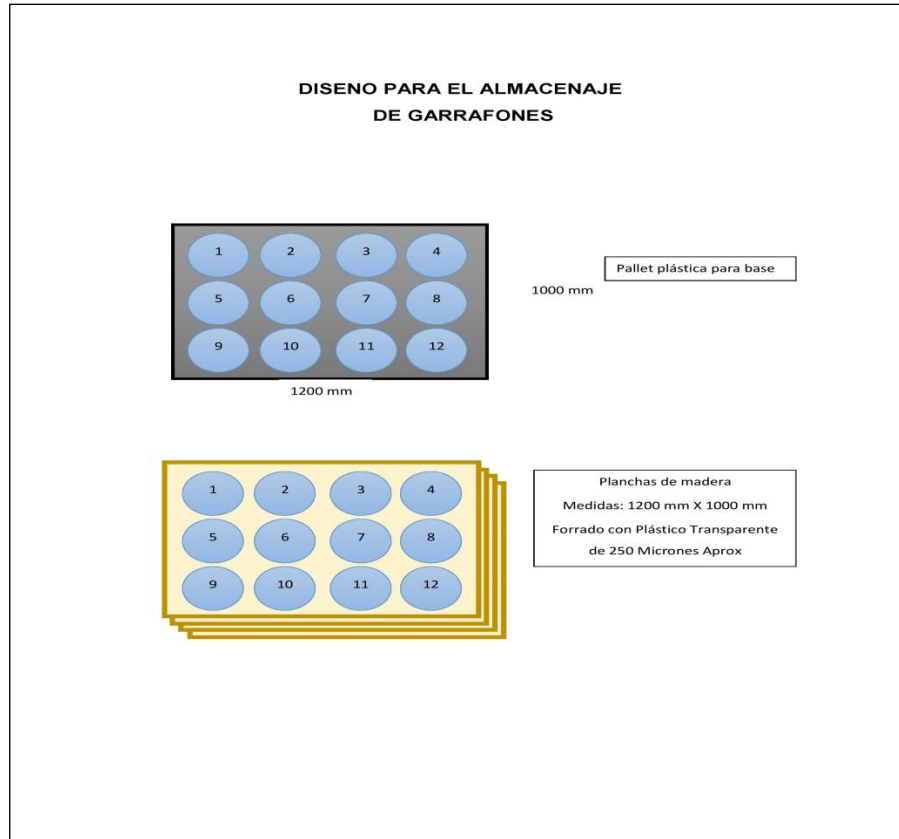 DISENO PARA EL ALMACENAJE
DE GARRAFONES
1 2 3 4
5 6 7 8
9 10 11 12
1200 mm
1000 mm
Pallet plástica para base
1 2 3 4
5 6 7 8
9 10 11 12
Planchas de madera
Medidas: 1200 mm X 1000 mm
Forrado con Plástico Transparente
de 250 Micrones Aprox